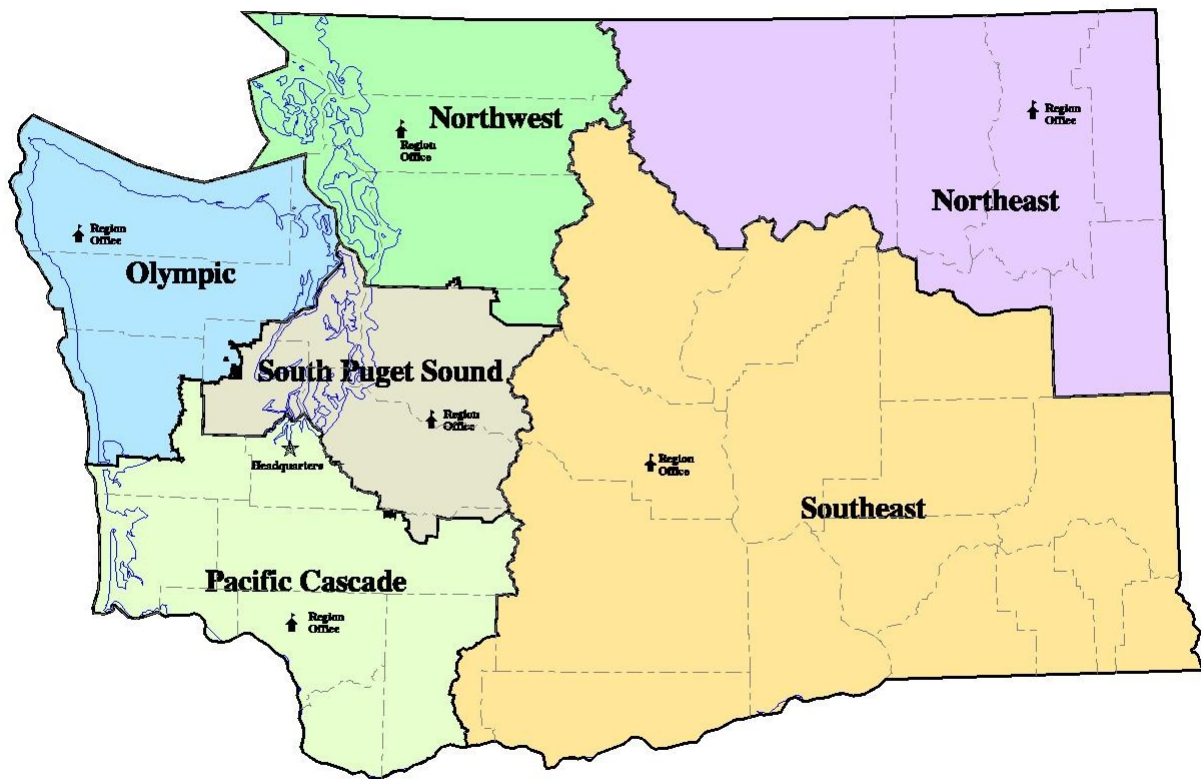 Northwest
Region
Office
Region
Office
Northeast
Region
Office
Olympic
South Puget Sound
Region
Office
Headquarters
Region
Office
Southeast
Pacific Cascade
Region
Office